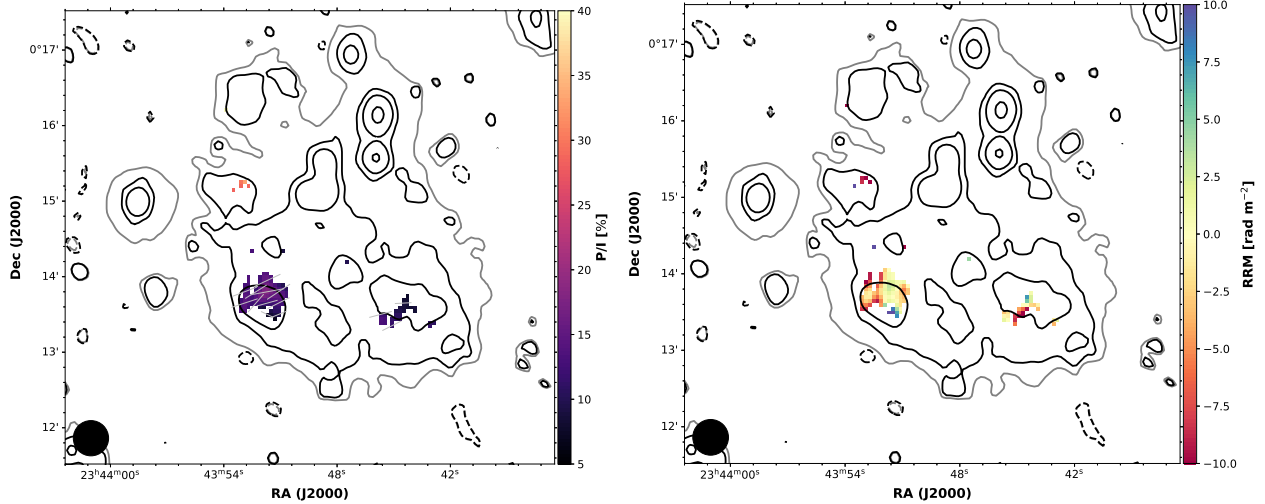 0°17'
16'
15'
14'
13'
12'
Dec (J2000)
23ʰ44ᵐ00ˢ
43ᵐ54ˢ
48ˢ
42ˢ
RA (J2000)
40
35
30
25
20
15
10
5
P/I [%]
0°17'
16'
15'
14'
13'
12'
Dec (J2000)
23ʰ44ᵐ00ˢ
43ᵐ54ˢ
48ˢ
42ˢ
RA (J2000)
10.0
7.5
5.0
2.5
0.0
−2.5
−5.0
−7.5
−10.0
RRM [rad m⁻²]